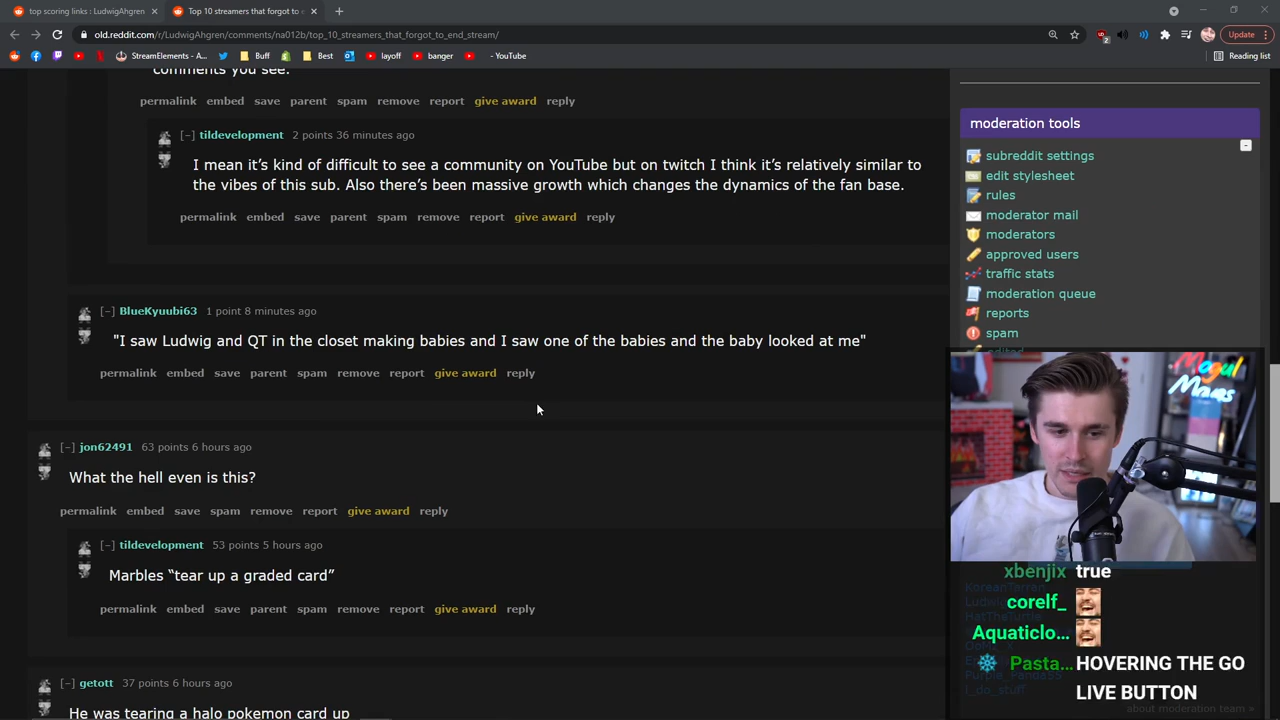 top scoring links : LudwigAhgren
Top 10 streamers that forgot to e
old.reddit.com/r/LudwigAhgren/comments/na012b/top_10_streamers_that_forgot_to_end_stream/
Update
StreamElements - A...
Buff
Best
layoff
banger
- YouTube
Reading list
comments you see.
permalink embed save parent spam remove report give award reply
[-] tildevelopment 2 points 36 minutes ago
I mean it's kind of difficult to see a community on YouTube but on twitch I think it's relatively similar to
the vibes of this sub. Also there's been massive growth which changes the dynamics of the fan base.
permalink embed save parent spam remove report give award reply
[-] BlueKyuubi63 1 point 8 minutes ago
"I saw Ludwig and QT in the closet making babies and I saw one of the babies and the baby looked at me"
permalink embed save parent spam remove report give award reply
[-] jon62491 63 points 6 hours ago
What the hell even is this?
permalink embed save spam remove report give award reply
[-] tildevelopment 53 points 5 hours ago
Marbles “tear up a graded card”
permalink embed save parent spam remove report give award reply
[-] getott 37 points 6 hours ago
He was tearing a halo pokemon card up
moderation tools
-
subreddit settings
edit stylesheet
rules
moderator mail
moderators
approved users
traffic stats
moderation queue
reports
spam
edited
Mogul
Moves
KoreanTarren
HatTheTurtle
Purple_Panda55
i_do_stuff
about moderation team »
xbenjix true
corelf_
Aquaticlo...
Pasta... HOVERING THE GO
LIVE BUTTON